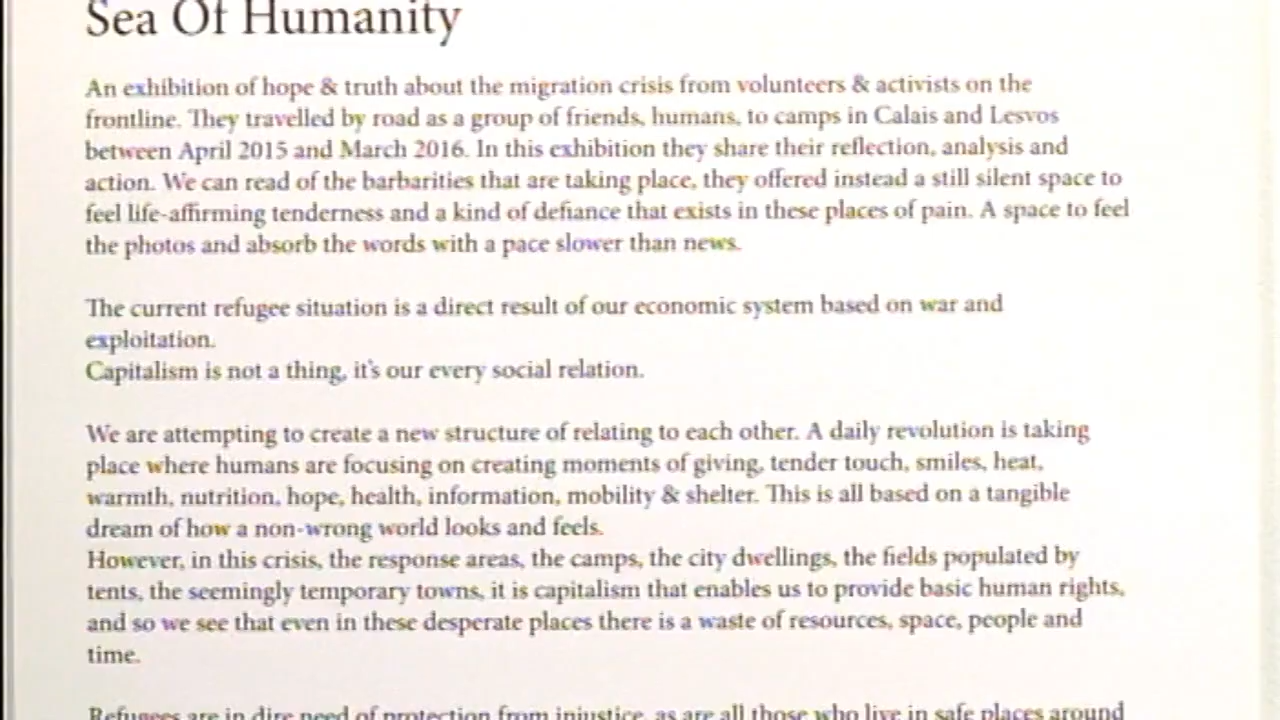 Sea Of Humanity
An exhibition of hope & truth about the migration crisis from volunteers & activists on the
frontline. They travelled by road as a group of friends, humans, to camps in Calais and Lesvos
between April 2015 and March 2016. In this exhibition they share their reflection, analysis and
action. We can read of the barbarities that are taking place, they offered instead a still silent space to
feel life-affirming tenderness and a kind of defiance that exists in these places of pain. A space to feel
the photos and absorb the words with a pace slower than news.
The current refugee situation is a direct result of our economic system based on war and
exploitation.
Capitalism is not a thing, it's our every social relation.
We are attempting to create a new structure of relating to each other. A daily revolution is taking
place where humans are focusing on creating moments of giving, tender touch, smiles, heat,
warmth, nutrition, hope, health, information, mobility & shelter. This is all based on a tangible
dream of how a non-wrong world looks and feels.
However, in this crisis, the response areas, the camps, the city dwellings, the fields populated by
tents, the seemingly temporary towns, it is capitalism that enables us to provide basic human rights,
and so we see that even in these desperate places there is a waste of resources, space, people and
time.
Refugees are in dire need of protection from injustice, as are all those who live in safe places around